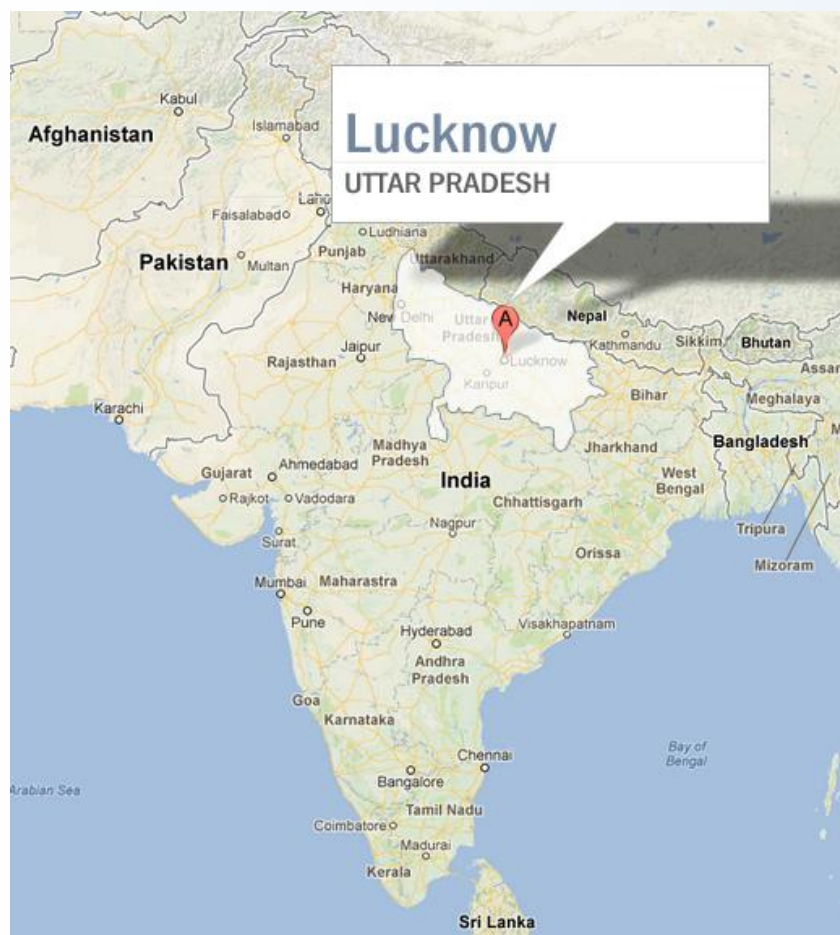 Kabul
Afghanistan
Islamabad
Lucknow
UTTAR PRADESH
Faisalabad
Ludhiana
Punjab
Pakistan
Multan
Uttarakhand
Haryana
New Delhi
Uttar
Pradesh
A
Nepal
Jaipur
Rajasthan
Lucknow
Kathmandu
Sikkim
Bhutan
Kanpur
Karachi
Bihar
Meghalaya
Madhya
Pradesh
Jharkhand
Bangladesh
Gujarat
Ahmedabad
India
West
Bengal
Rajkot
Vadodara
Chhattisgarh
Nagpur
Tripura
Surat
Orissa
Mizoram
Mumbai
Maharashtra
Pune
Visakhapatnam
Hyderabad
Andhra
Pradesh
Goa
Karnataka
Chennai
Bay of
Bengal
Bangalore
Arabian Sea
Tamil Nadu
Coimbatore
Madurai
Kerala
Sri Lanka